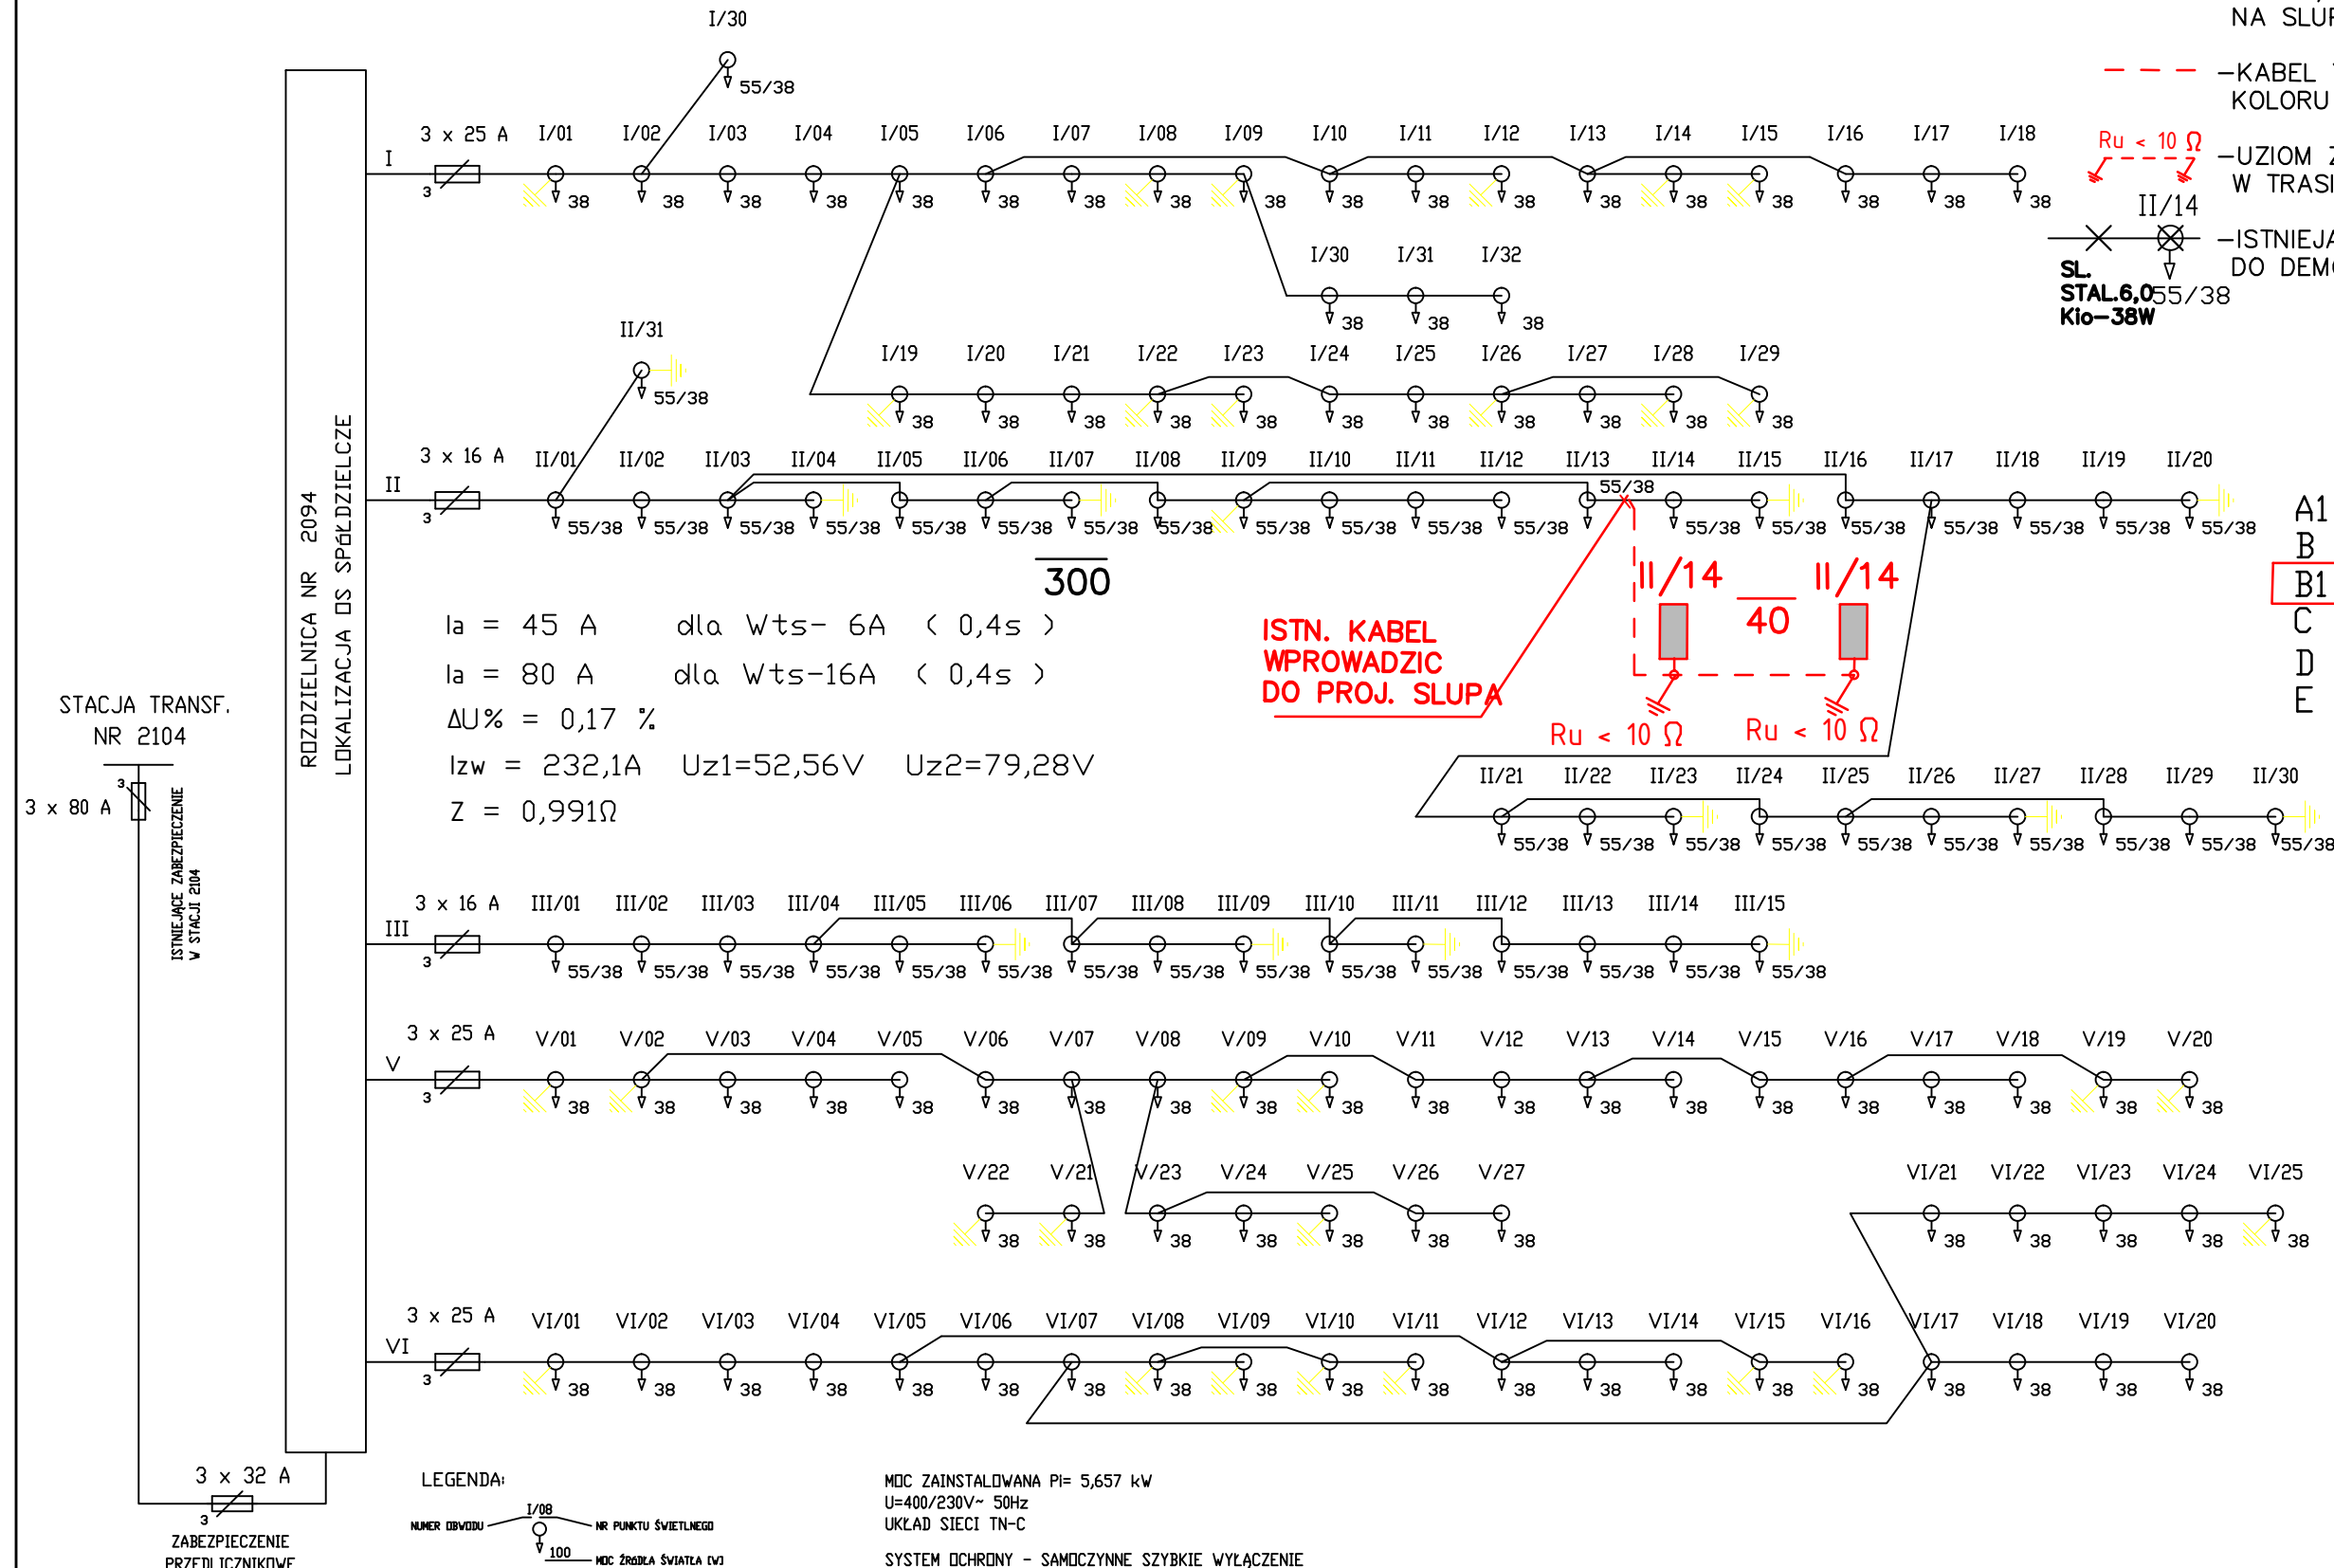 I/30
55/38
NA SLUP
—KABEL
KOLORU
3 x 25 A I/01 I/02 I/03 I/04 I/05 I/06 I/07 I/08 I/09 I/10 I/11 I/12 I/13 I/14 I/15 I/16 I/17 I/18
I
3
38 38 38 38 38 38 38 38 38 38 38 38 38 38 38 38 38 38
Ru < 10 Ω
—UZIOM
W TRASI
II/14
—ISTNIEJA
DO DEMO
SL.
STAL.6,0
Kio—38W
55/38
I/30 I/31 I/32
38 38 38
II/31
55/38
I/19 I/20 I/21 I/22 I/23 I/24 I/25 I/26 I/27 I/28 I/29
38 38 38 38 38 38 38 38 38 38 38
3 x 16 A II/01 II/02 II/03 II/04 II/05 II/06 II/07 II/08 II/09 II/10 II/11 II/12 II/13 II/14 II/15 II/16 II/17 II/18 II/19 II/20
II
3
55/38
55/38 55/38 55/38 55/38 55/38 55/38 55/38 55/38 55/38 55/38 55/38 55/38 55/38 55/38 55/38 55/38 55/38 55/38 55/38
A1
B
B1
C
D
E
ROZDZIELNICA NR 2094
LOKALIZACJA OS SPÓŁDZIELCZE
300
Ia = 45 A dla Wts- 6A ( 0,4s )
Ia = 80 A dla Wts-16A ( 0,4s )
ΔU% = 0,17 %
Izw = 232,1A Uz1=52,56V Uz2=79,28V
Z = 0,991Ω
ISTN. KABEL
WPROWADZIC
DO PROJ. SLUPA
II/14 40 II/14
Ru < 10 Ω Ru < 10 Ω
STACJA TRANSF.
NR 2104
3
3 x 80 A
ISTNIEJĄCE ZABEZPIECZENIE
W STACJI 2104
II/21 II/22 II/23 II/24 II/25 II/26 II/27 II/28 II/29 II/30
55/38 55/38 55/38 55/38 55/38 55/38 55/38 55/38 55/38 55/38
3 x 16 A III/01 III/02 III/03 III/04 III/05 III/06 III/07 III/08 III/09 III/10 III/11 III/12 III/13 III/14 III/15
III
3
55/38 55/38 55/38 55/38 55/38 55/38 55/38 55/38 55/38 55/38 55/38 55/38 55/38 55/38 55/38
3 x 25 A V/01 V/02 V/03 V/04 V/05 V/06 V/07 V/08 V/09 V/10 V/11 V/12 V/13 V/14 V/15 V/16 V/17 V/18 V/19 V/20
V
3
38 38 38 38 38 38 38 38 38 38 38 38 38 38 38 38 38 38 38 38
V/22 V/21 V/23 V/24 V/25 V/26 V/27
38 38 38 38 38 38 38
VI/21 VI/22 VI/23 VI/24 VI/25
38 38 38 38 38
3 x 25 A VI/01 VI/02 VI/03 VI/04 VI/05 VI/06 VI/07 VI/08 VI/09 VI/10 VI/11 VI/12 VI/13 VI/14 VI/15 VI/16 VI/17 VI/18 VI/19 VI/20
VI
3
38 38 38 38 38 38 38 38 38 38 38 38 38 38 38 38 38 38 38 38
3 x 32 A
3
ZABEZPIECZENIE
PRZEDLICZNIKOWE
LEGENDA:
I/08
NUMER OBWODU
NR PUNKTU ŚWIETLNEGO
100
MOC ŹRÓDŁA ŚWIATŁA [W]
MOC ZAINSTALOWANA Pi= 5,657 kW
U=400/230V~ 50Hz
UKŁAD SIECI TN-C
SYSTEM OCHRONY - SAMOCZYNNE SZYBKIE WYŁĄCZENIE